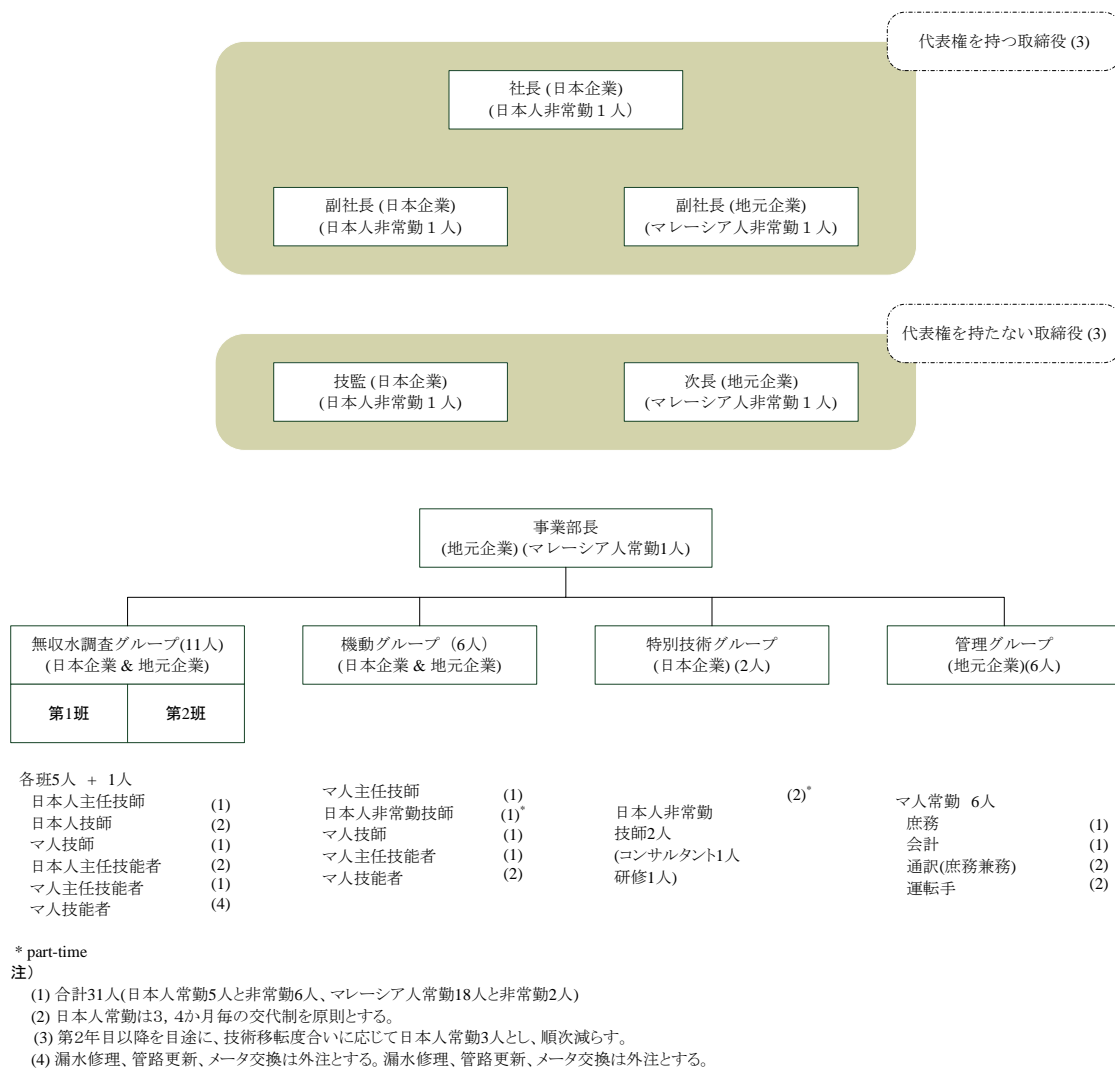 代表権を持つ取締役 (3)
社長 (日本企業)
(日本人非常勤 1 人)
副社長 (日本企業)
(日本人非常勤 1 人)
副社長 (地元企業)
(マレーシア人非常勤 1 人)
代表権を持たない取締役 (3)
技監 (日本企業)
(日本人非常勤 1 人)
次長 (地元企業)
(マレーシア人非常勤 1 人)
事業部長
(地元企業) (マレーシア人常勤1人)
無収水調査グループ(11人)
(日本企業 & 地元企業)
第1班
第2班
機動グループ (6人)
(日本企業 & 地元企業)
特別技術グループ
(日本企業) (2人)
管理グループ
(地元企業)(6人)
各班5人 + 1人
日本人主任技師 (1)
日本人技師 (2)
マ人技師 (1)
日本人主任技能者 (2)
マ人主任技能者 (1)
マ人技能者 (4)
マ人主任技師 (1)
日本人非常勤技師 (1)*
マ人技師 (1)
マ人主任技能者 (1)
マ人技能者 (2)
(2)*
日本人非常勤
技師2人
(コンサルタント1人
研修1人)
マ人常勤 6人
庶務 (1)
会計 (1)
通訳(庶務兼務) (2)
運転手 (2)
* part-time
注)
(1) 合計31人(日本人常勤5人と非常勤6人、マレーシア人常勤18人と非常勤2人)
(2) 日本人常勤は3, 4か月毎の交代制を原則とする。
(3) 第2年目以降を目途に、技術移転度合いに応じて日本人常勤3人とし、順次減らす。
(4) 漏水修理、管路更新、メータ交換は外注とする。漏水修理、管路更新、メータ交換は外注とする。